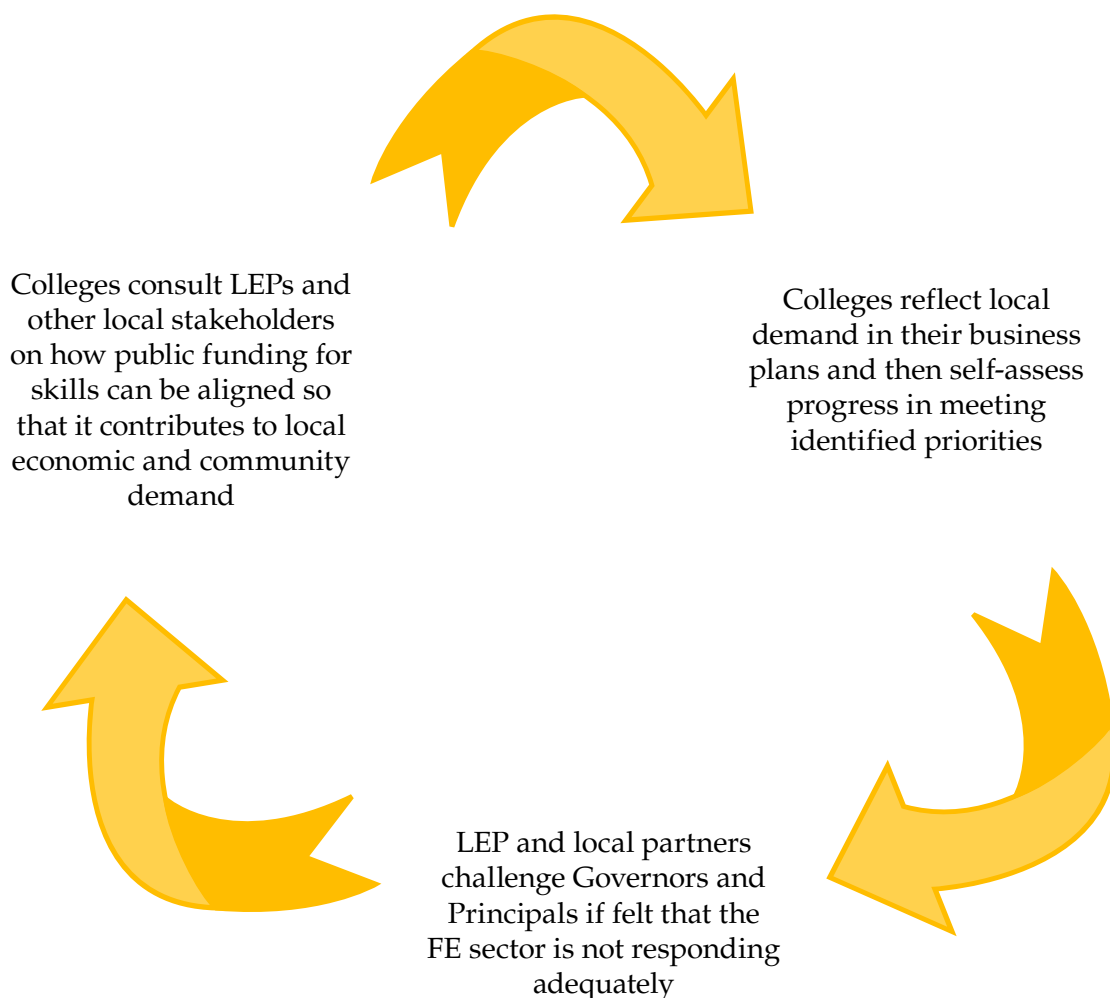 Colleges consult LEPs and
other local stakeholders
on how public funding for
skills can be aligned so
that it contributes to local
economic and community
demand
Colleges reflect local
demand in their business
plans and then self-assess
progress in meeting
identified priorities
LEP and local partners
challenge Governors and
Principals if felt that the
FE sector is not responding
adequately